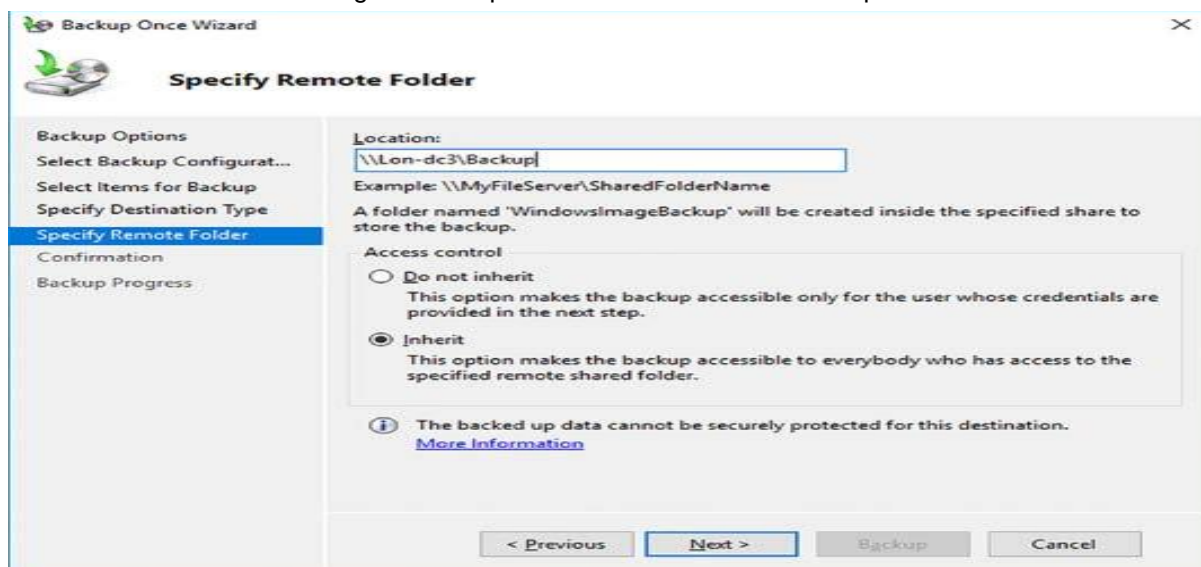 Backup Once Wizard
Specify Remote Folder
Backup Options
Select Backup Configurat...
Select Items for Backup
Specify Destination Type
Specify Remote Folder
Confirmation
Backup Progress
Location:
\\Lon-dc3\Backup
Example: \\MyFileServer\SharedFolderName
A folder named 'WindowsImageBackup' will be created inside the specified share to
store the backup.
Access control
Do not inherit
This option makes the backup accessible only for the user whose credentials are
provided in the next step.
Inherit
This option makes the backup accessible to everybody who has access to the
specified remote shared folder.
The backed up data cannot be securely protected for this destination.
More Information
< Previous
Next >
Backup
Cancel